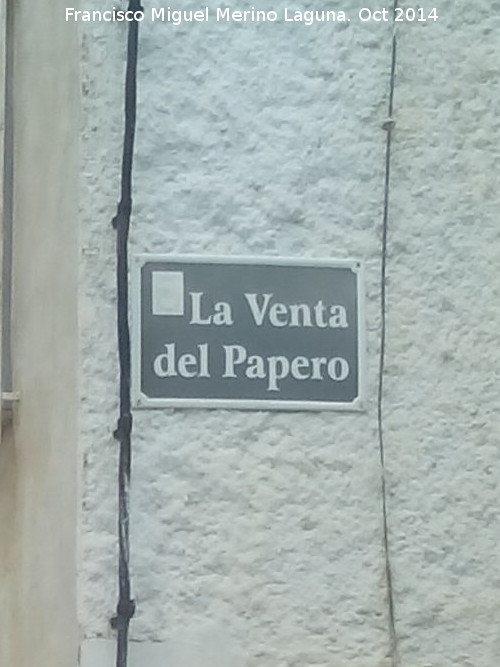 Francisco Miguel Merino Laguna. Oct 2014
La Venta
del Papero